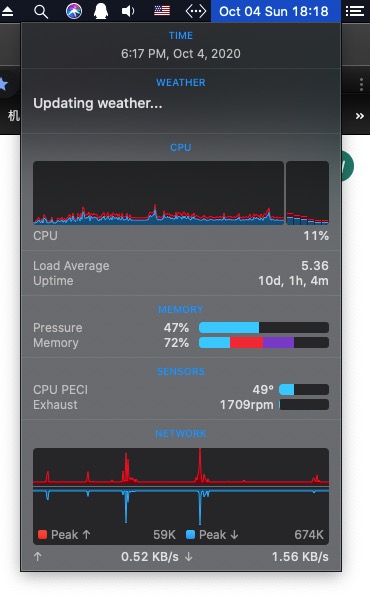 Oct 04 Sun 18:18
TIME
6:17 PM, Oct 4, 2020
WEATHER
Updating weather...
机
»
CPU
CPU 11%
Load Average 5.36
Uptime 10d, 1h, 4m
MEMORY
Pressure 47%
Memory 72%
SENSORS
CPU PECI 49°
Exhaust 1709rpm
NETWORK
Peak ↑ 59K Peak ↓ 674K
↑ 0.52 KB/s ↓ 1.56 KB/s